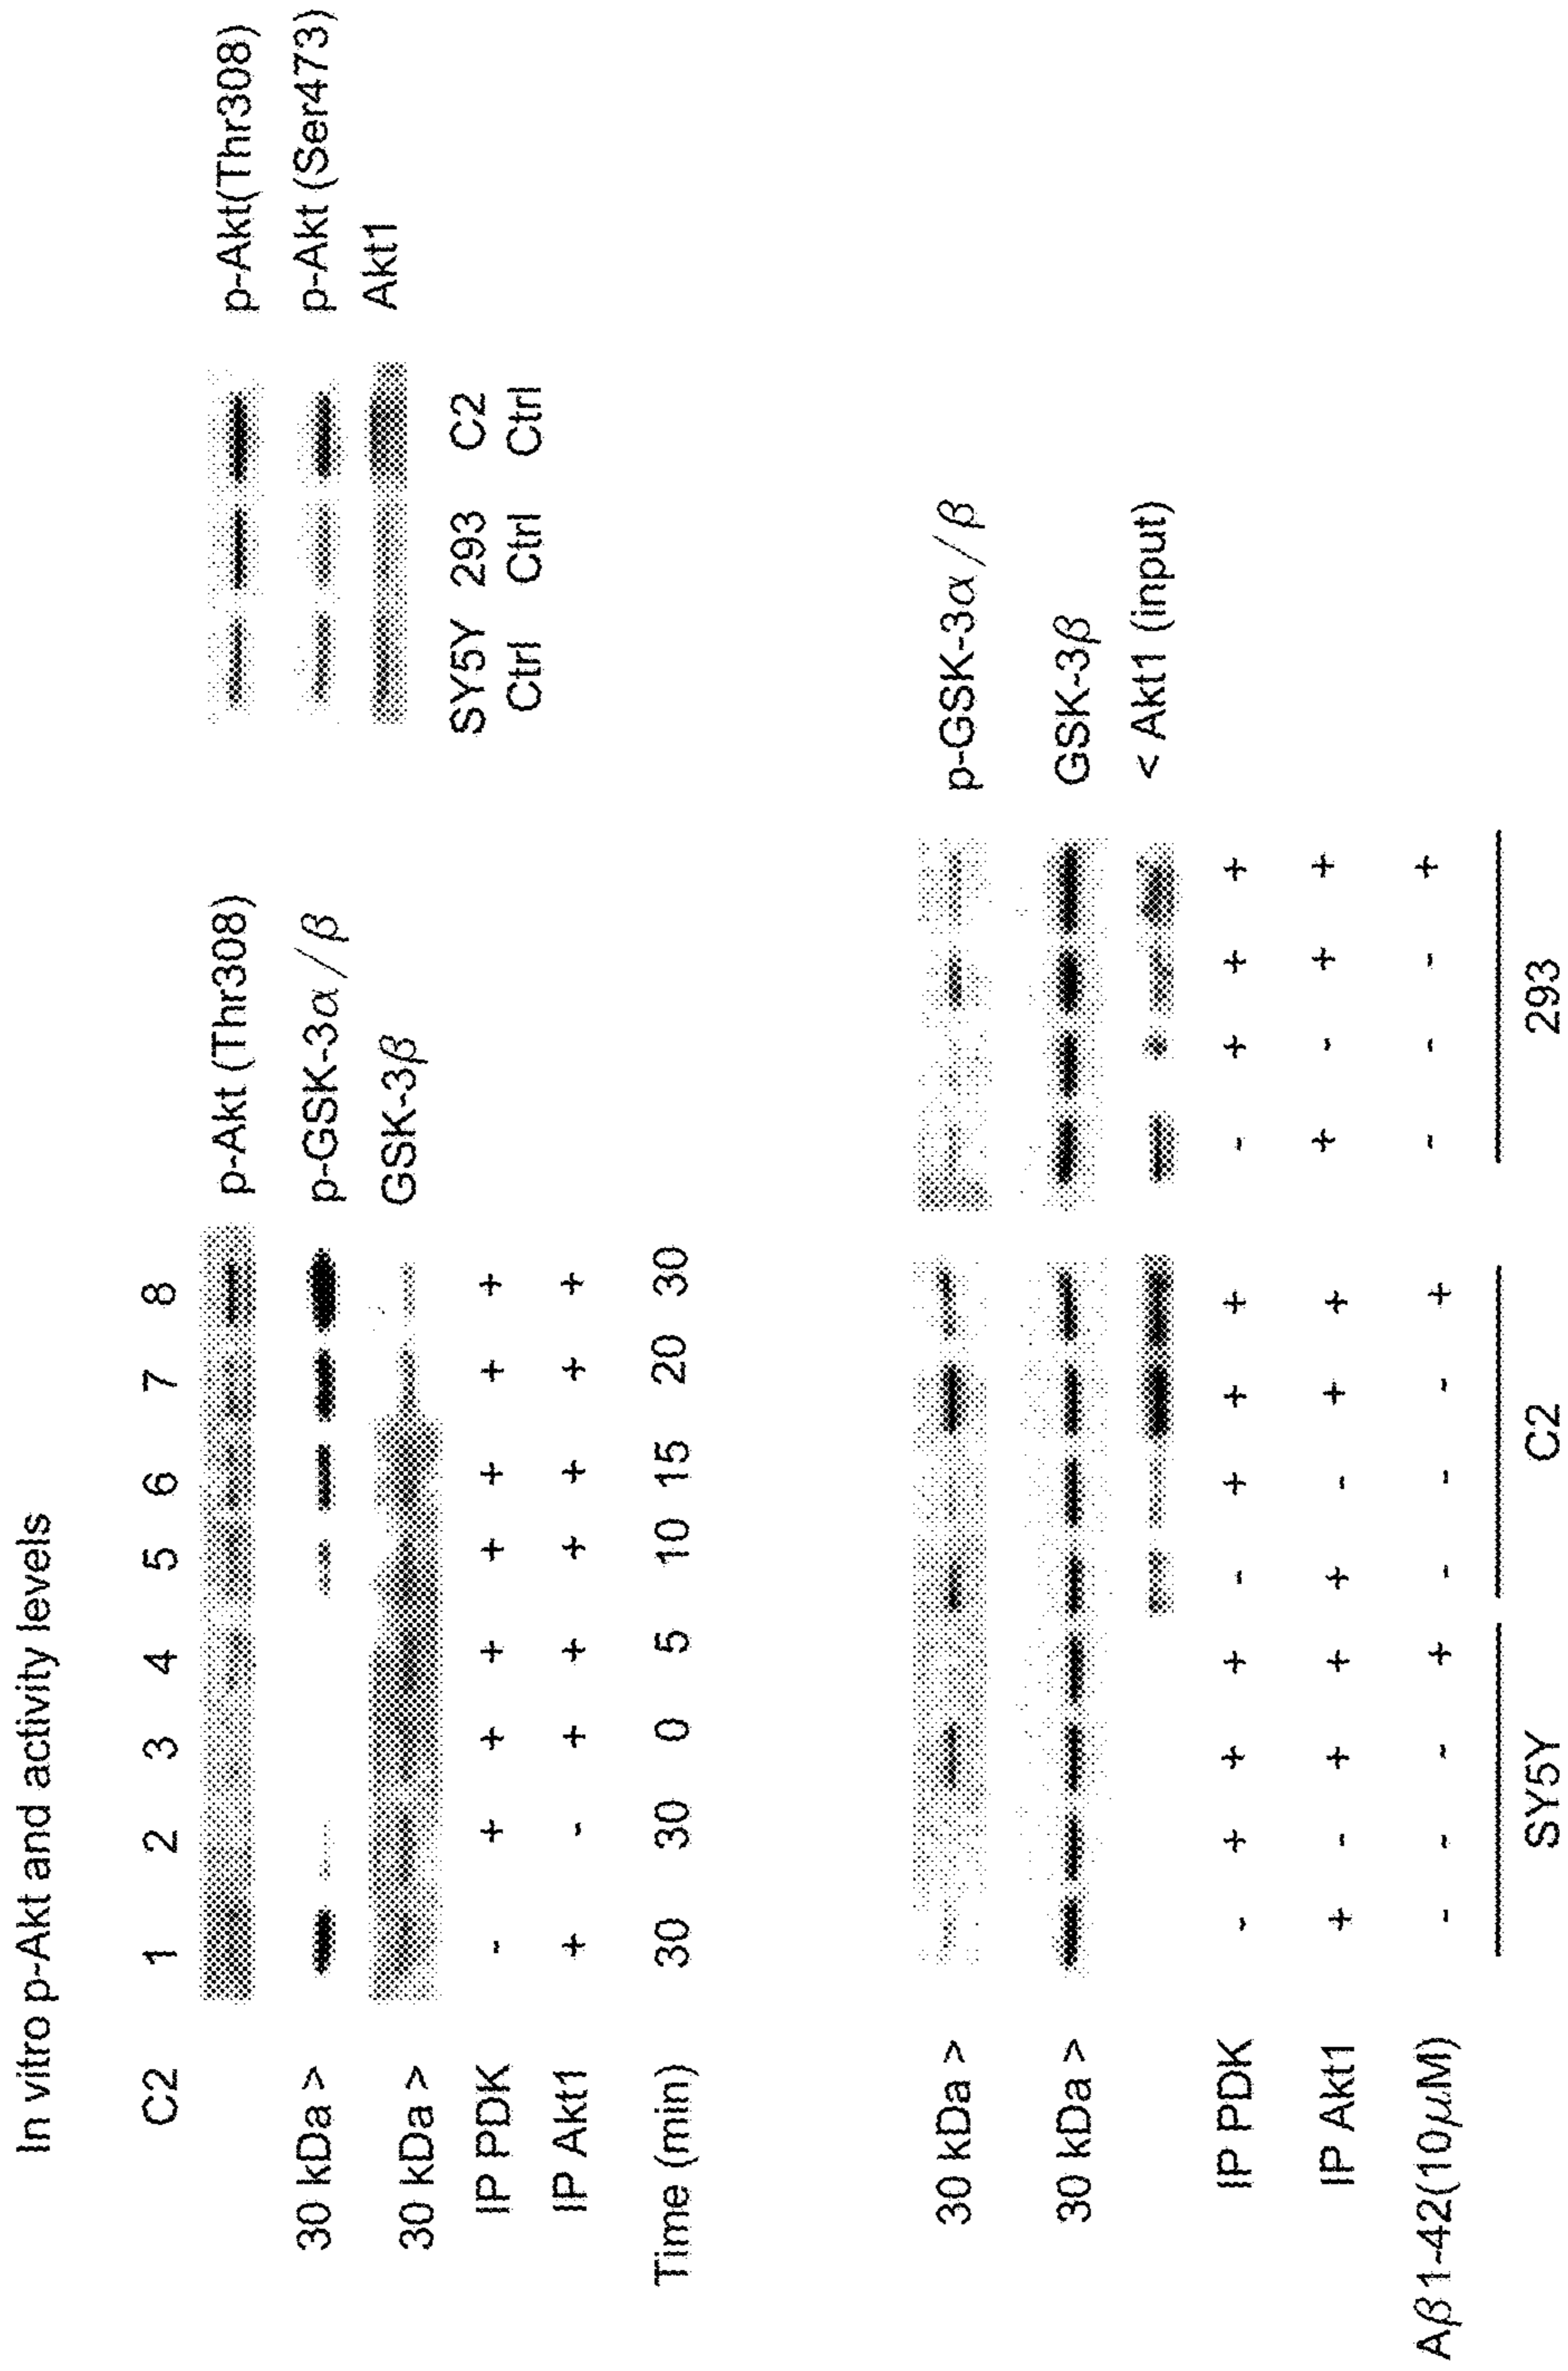 In vitro p-Akt and activity levels
C2 1 2 3 4 5 6 7 8
p-Akt (Thr308)
30 kDa > p-GSK-3α/β
30 kDa > GSK-3β
IP PDK - + + + + + + +
IP Akt1 + - + + + + + +
Time (min) 30 30 0 5 10 15 20 30
p-Akt(Thr308)
p-Akt (Ser473)
Akt1
SY5Y 293 C2
Ctrl Ctrl Ctrl
30 kDa > p-GSK-3α/β
30 kDa > GSK-3β
< Akt1 (input)
IP PDK - + + + - + + + - + + +
IP Akt1 + - + + + - + + + - + +
Aβ1-42(10μM) - - - + - - - + - - - +
SY5Y C2 293